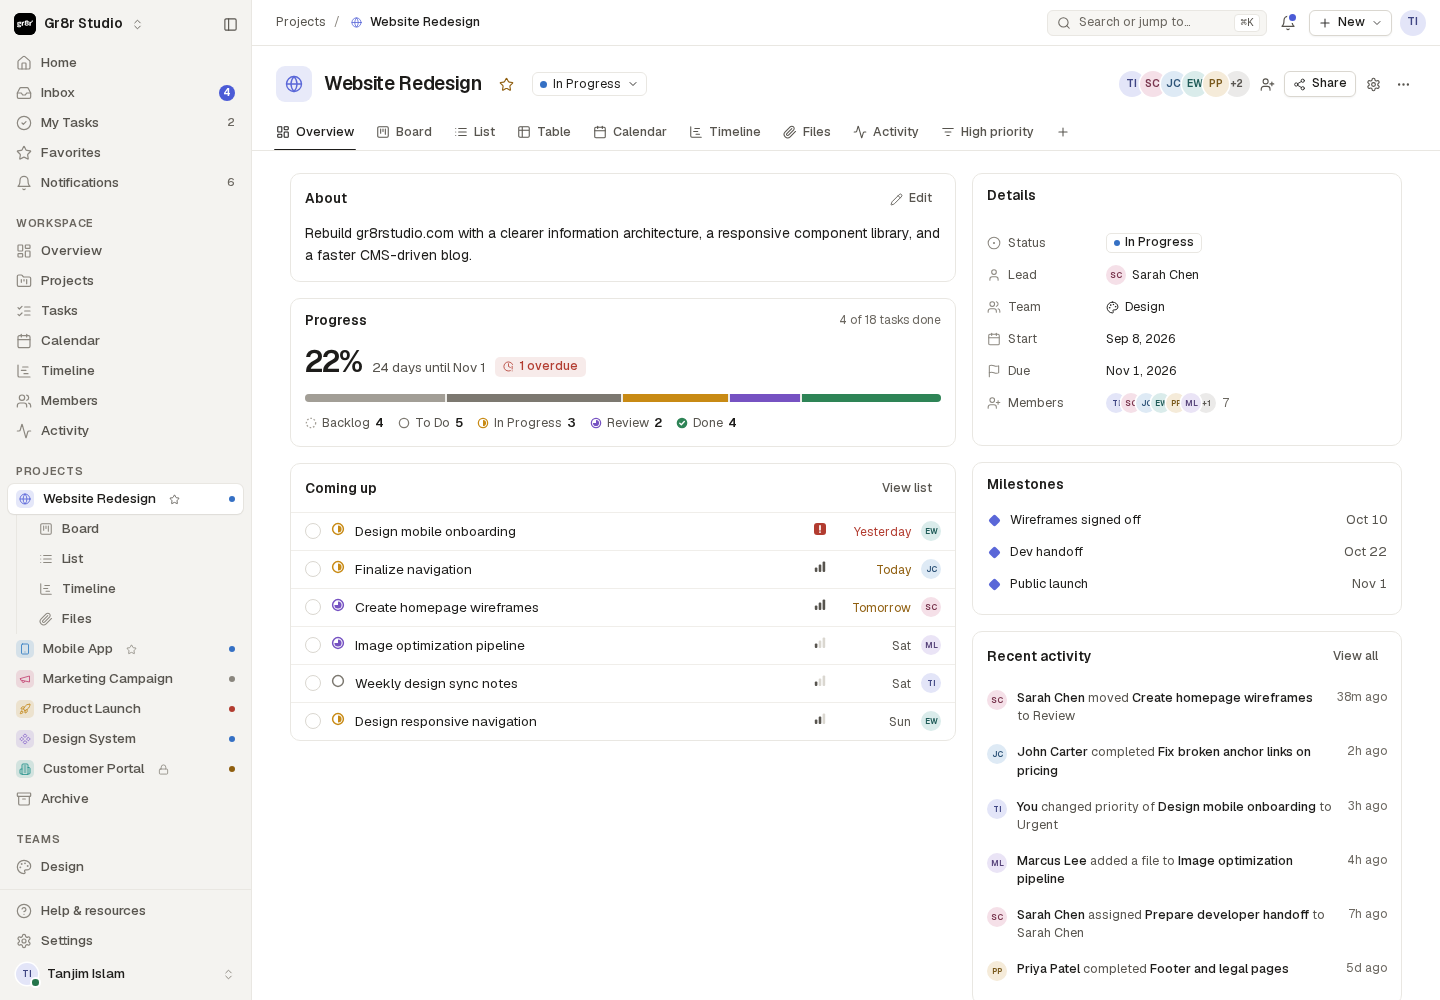 gr8r Gr8r Studio
Home
Inbox 4
My Tasks 2
Favorites
Notifications 6
WORKSPACE
Overview
Projects
Tasks
Calendar
Timeline
Members
Activity
PROJECTS
Website Redesign
Board
List
Timeline
Files
Mobile App
Marketing Campaign
Product Launch
Design System
Customer Portal
Archive
TEAMS
Design
Help & resources
Settings
TI Tanjim Islam
Projects / Website Redesign
Search or jump to... ⌘K
New
TI
Website Redesign In Progress
TI SC JC EW PP +2 Share
Overview Board List Table Calendar Timeline Files Activity High priority
About Edit
Rebuild gr8rstudio.com with a clearer information architecture, a responsive component library, and
a faster CMS-driven blog.
Progress 4 of 18 tasks done
22% 24 days until Nov 1 1 overdue
Backlog 4 To Do 5 In Progress 3 Review 2 Done 4
Coming up View list
Design mobile onboarding Yesterday EW
Finalize navigation Today JC
Create homepage wireframes Tomorrow SC
Image optimization pipeline Sat ML
Weekly design sync notes Sat TI
Design responsive navigation Sun EW
Details
Status In Progress
Lead SC Sarah Chen
Team Design
Start Sep 8, 2026
Due Nov 1, 2026
Members ML +1 7
Milestones
Wireframes signed off Oct 10
Dev handoff Oct 22
Public launch Nov 1
Recent activity View all
SC Sarah Chen moved Create homepage wireframes 38m ago
to Review
JC John Carter completed Fix broken anchor links on 2h ago
pricing
TI You changed priority of Design mobile onboarding to 3h ago
Urgent
ML Marcus Lee added a file to Image optimization 4h ago
pipeline
SC Sarah Chen assigned Prepare developer handoff to 7h ago
Sarah Chen
PP Priya Patel completed Footer and legal pages 5d ago